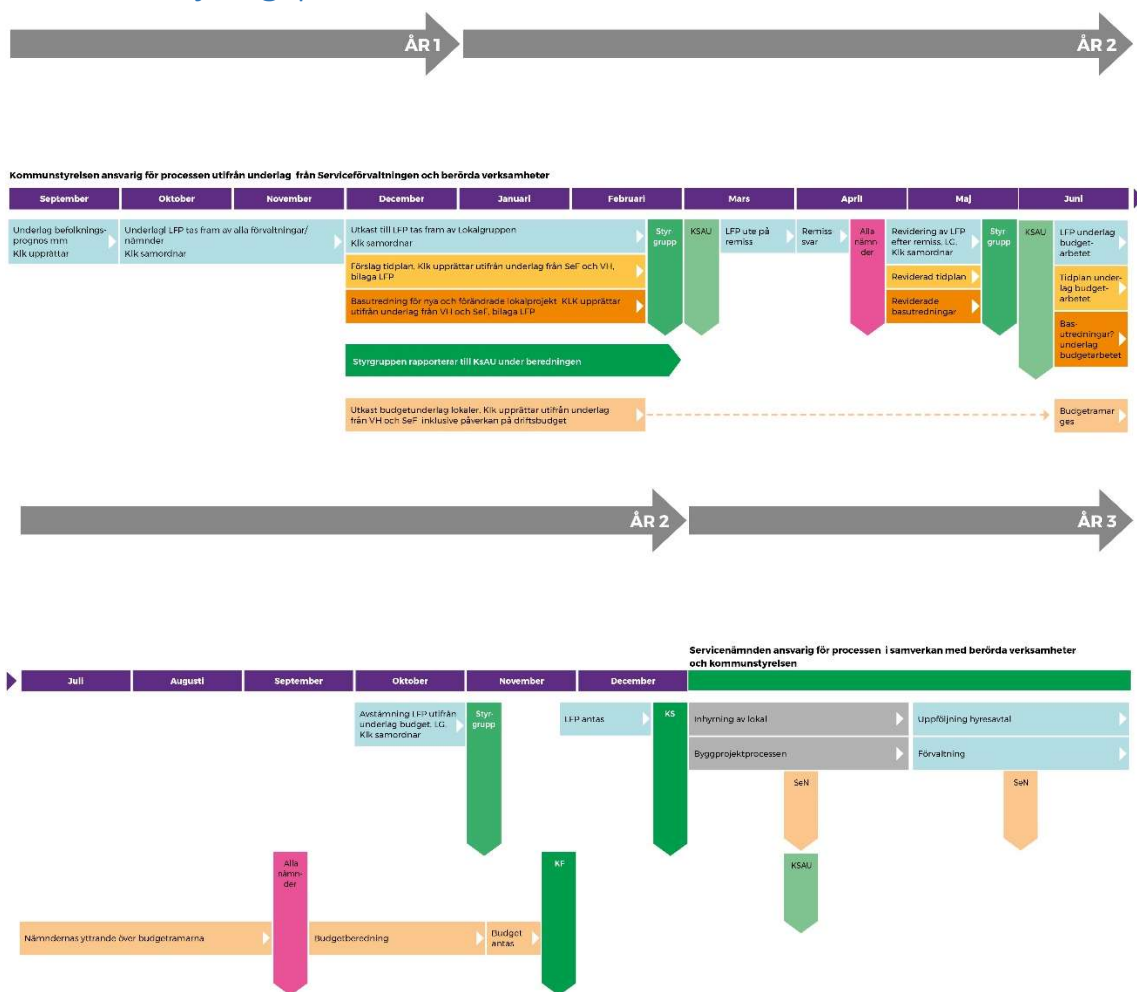 ÅR 1
ÅR 2
Kommunstyrelsen ansvarig för processen utifrån underlag från Serviceförvaltningen och berörda verksamheter
September
Oktober
November
December
Januari
Februari
Mars
April
Maj
Juni
Underlag befolknings-
prognos mm
Klk upprättar
Underlagl LFP tas fram av alla förvaltningar/
nämnder
Klk samordnar
Utkast till LFP tas fram av Lokalgruppen
Klk samordnar
Förslag tidplan, Klk upprättar utifrån underlag från SeF och VH,
bilaga LFP
Basutredning för nya och förändrade lokalprojekt KLK upprättar
utifrån underlag från VH och SeF, bilaga LFP
Styr
grupp
KSAU
LFP ute på
remiss
Remiss
svar
Alla
nämn
der
Revidering av LFP
efter remiss, LG,
Klk samordnar
Reviderad tidplan
Reviderade
basutredningar
Styr
grupp
KSAU
LFP underlag
budget-
arbetet
Tidplan under-
lag budget-
arbetet
Bas-
utredningar?
underlag
budgetarbetet
Styrgruppen rapporterar till KsAU under beredningen
Utkast budgetunderlag lokaler, Klk upprättar utifrån underlag
från VH och SeF inklusive påverkan på driftsbudget
Budgetramar
ges
ÅR 2
ÅR 3
Servicenämnden ansvarig för processen i samverkan med berörda verksamheter
och kommunstyrelsen
Juli
Augusti
September
Oktober
November
December
Avstämning LFP utifrån
underlag budget, LG,
Klk samordnar
Styr-
grupp
LFP antas
KS
Inhyrning av lokal
Uppföljning hyresavtal
Byggprojektprocessen
Förvaltning
SeN
SeN
KSAU
Alla
nämn-
der
KF
Nämndernas yttrande över budgetramarna
Budgetberedning
Budget
antas